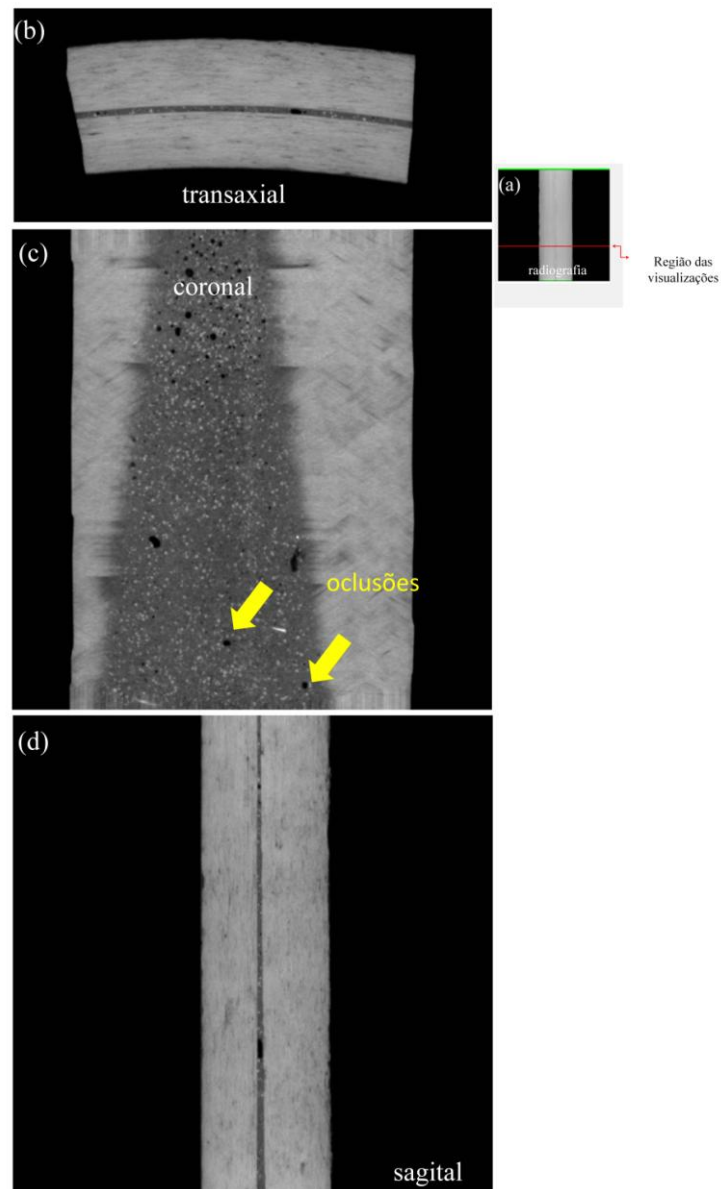 (b)
transaxial
(a)
radiografia
Região das
visualizações
(c)
coronal
oclusões
(d)
sagital